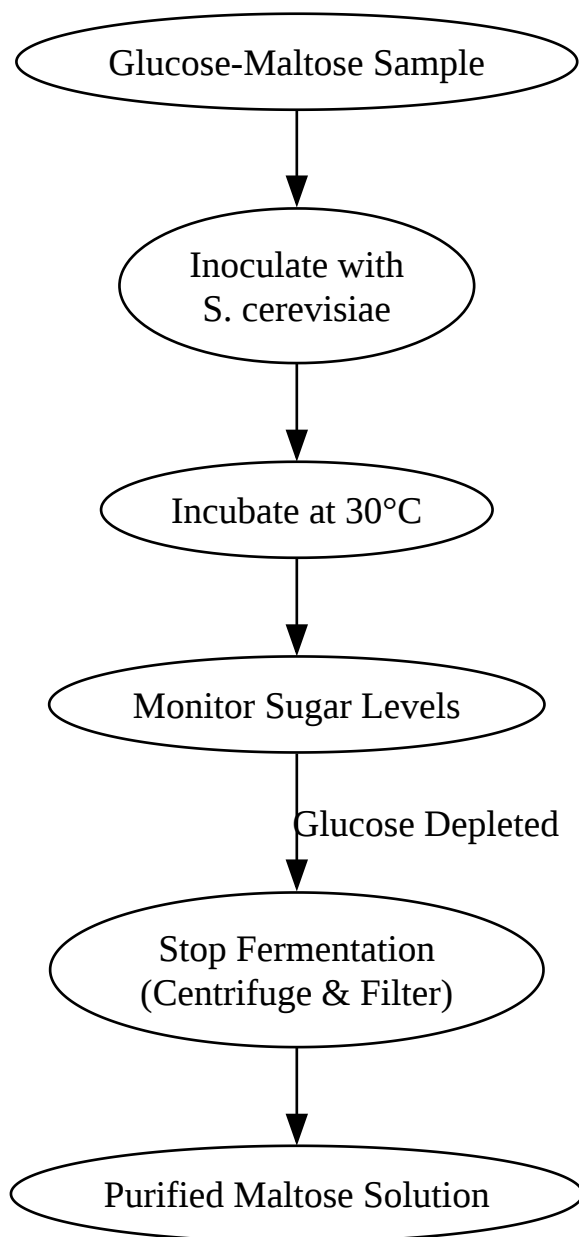 Glucose-Maltose Sample
Inoculate with
S. cerevisiae
Incubate at 30°C
Monitor Sugar Levels
Glucose Depleted
Stop Fermentation
(Centrifuge & Filter)
Purified Maltose Solution